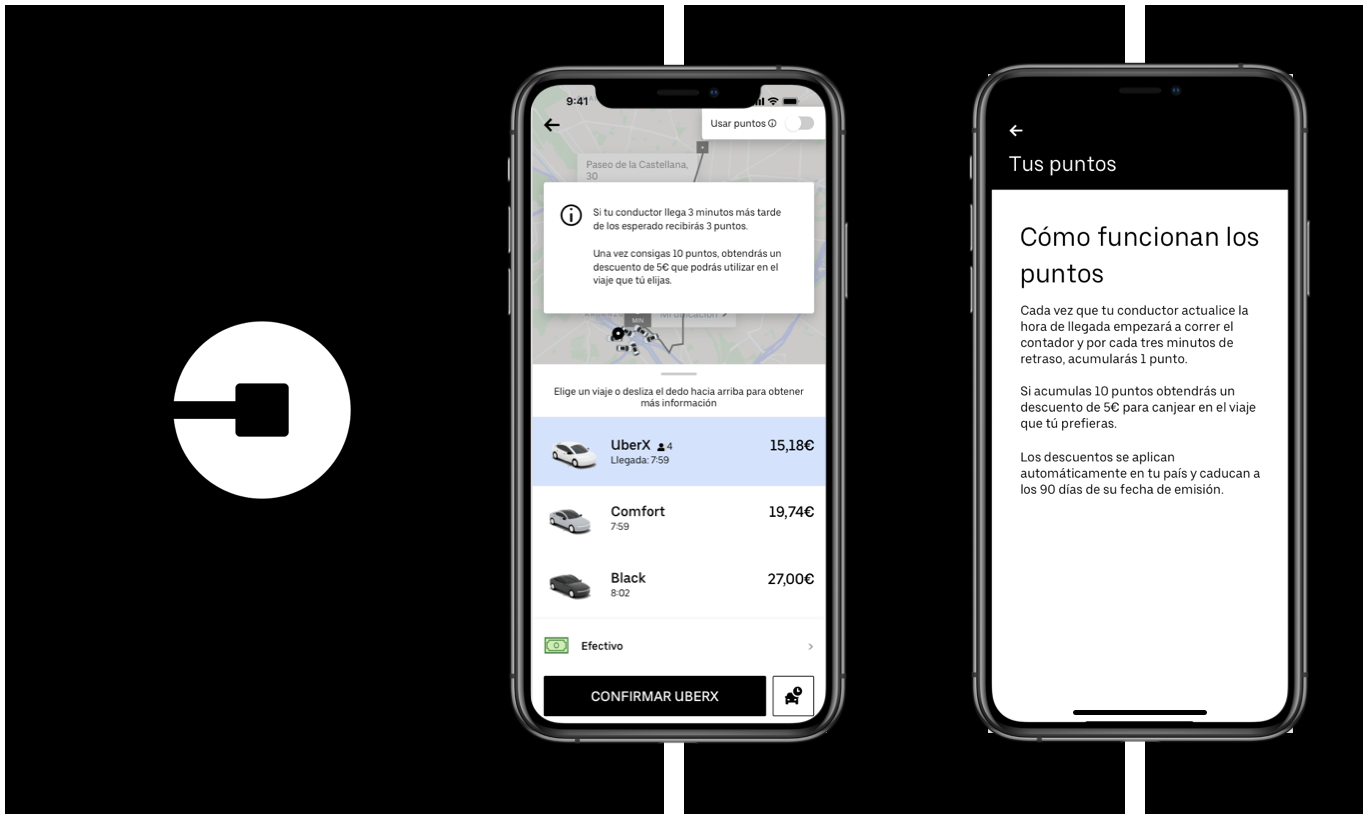 9:41
Usar puntos
Paseo de la Castellana,
30
Si tu conductor llega 3 minutos más tarde
de los esperado recibirás 3 puntos.
Una vez consigas 10 puntos, obtendrás un
descuento de 5€ que podrás utilizar en el
viaje que tú elijas.
MIN
Mi ubicación
Elige un viaje o desliza el dedo hacia arriba para obtener
más información
UberX 4
15,18€
Llegada: 7:59
Comfort
19,74€
7:59
Black
27,00€
8:02
Efectivo
CONFIRMAR UBERX
Tus puntos
Cómo funcionan los
puntos
Cada vez que tu conductor actualice la
hora de llegada empezará a correr el
contador y por cada tres minutos de
retraso, acumularás 1 punto.
Si acumulas 10 puntos obtendrás un
descuento de 5€ para canjear en el viaje
que tú prefieras.
Los descuentos se aplican
automáticamente en tu país y caducan a
los 90 días de su fecha de emisión.